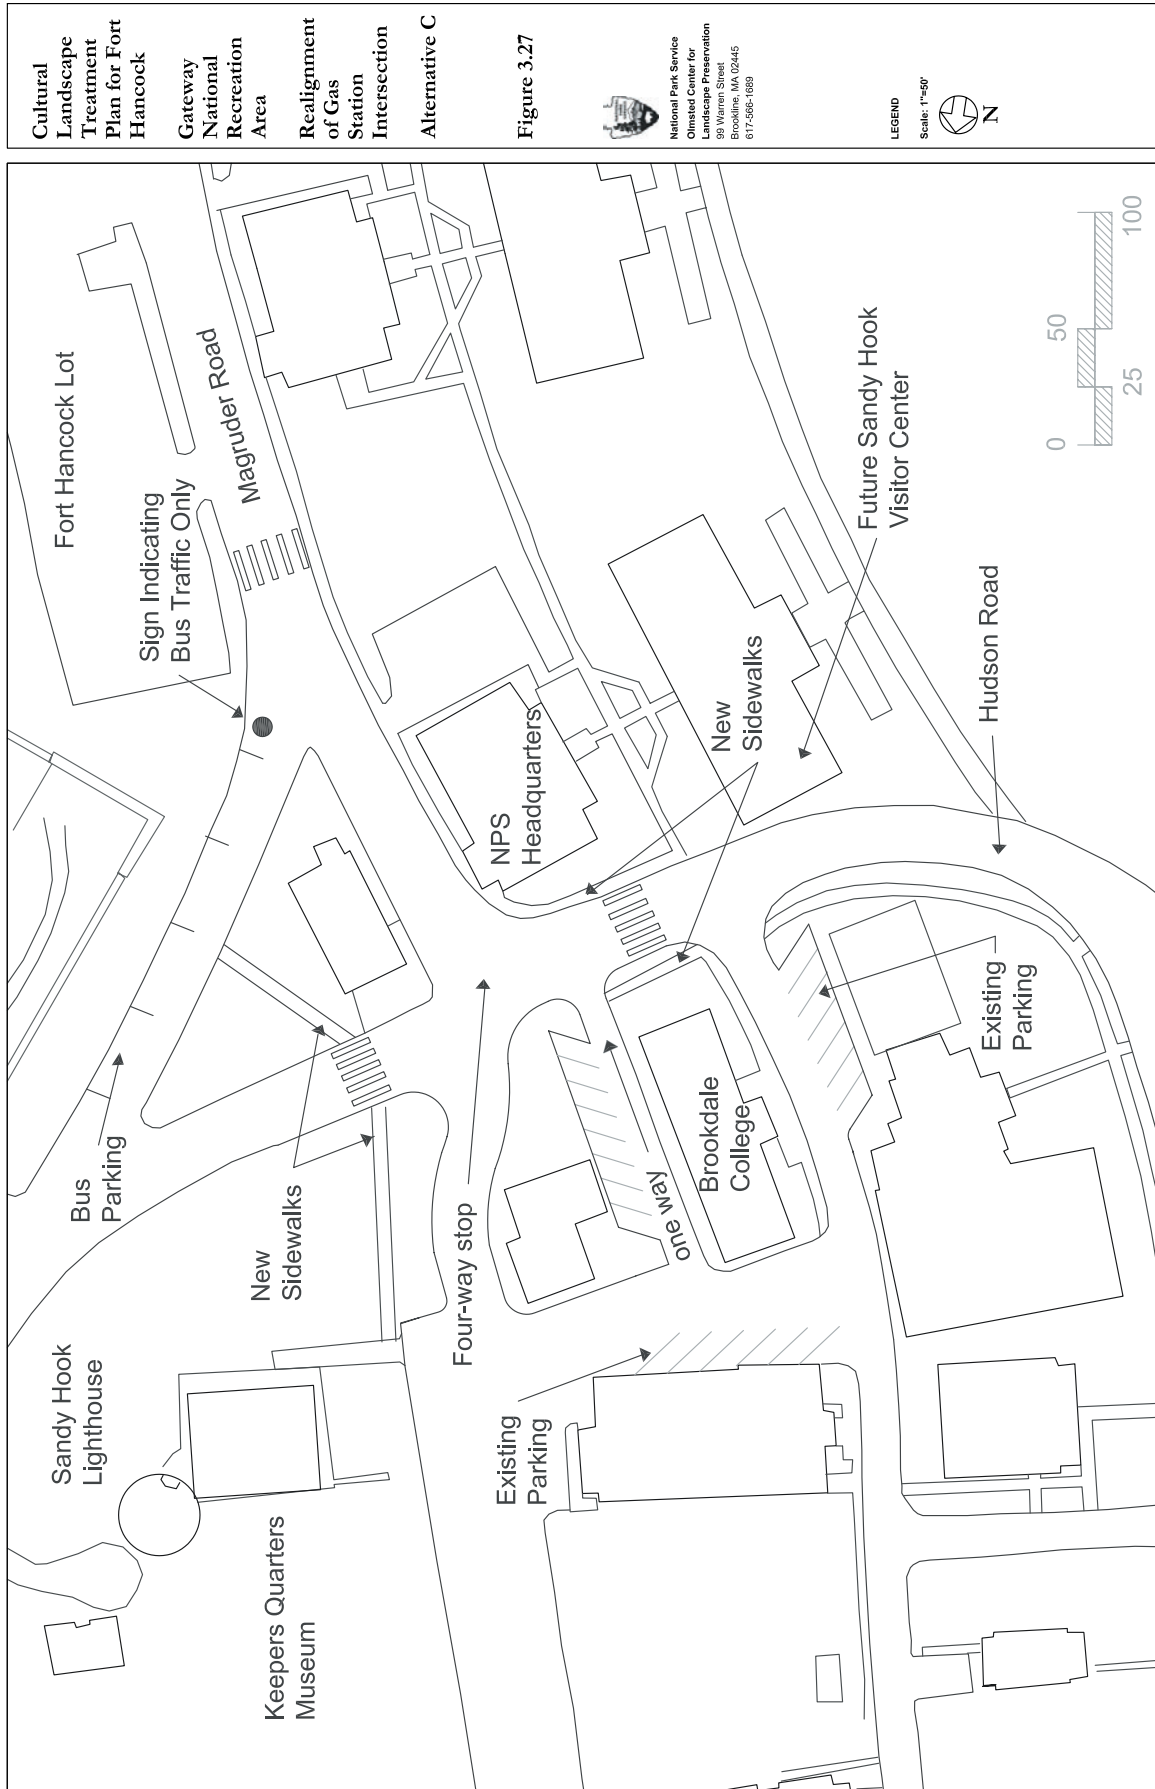 Cultural
Landscape
Treatment
Plan for Fort
Hancock
Gateway
National
Recreation
Area
Realignment
of Gas
Station
Intersection
Alternative C
Figure 3.27
National Park Service
Olmsted Center for
Landscape Preservation
99 Warren Street
Brookline, MA 02445
617-566-1689
LEGEND
Scale: 1"=50'
N
Fort Hancock Lot
Magruder Road
Sign Indicating
Bus Traffic Only
Bus
Parking
New
Sidewalks
Sandy Hook
Lighthouse
Keepers Quarters
Museum
Four-way stop
NPS
Headquarters
New
Sidewalks
Future Sandy Hook
Visitor Center
Hudson Road
Existing
Parking
Brookdale
College
one way
Existing
Parking
0
25
50
100